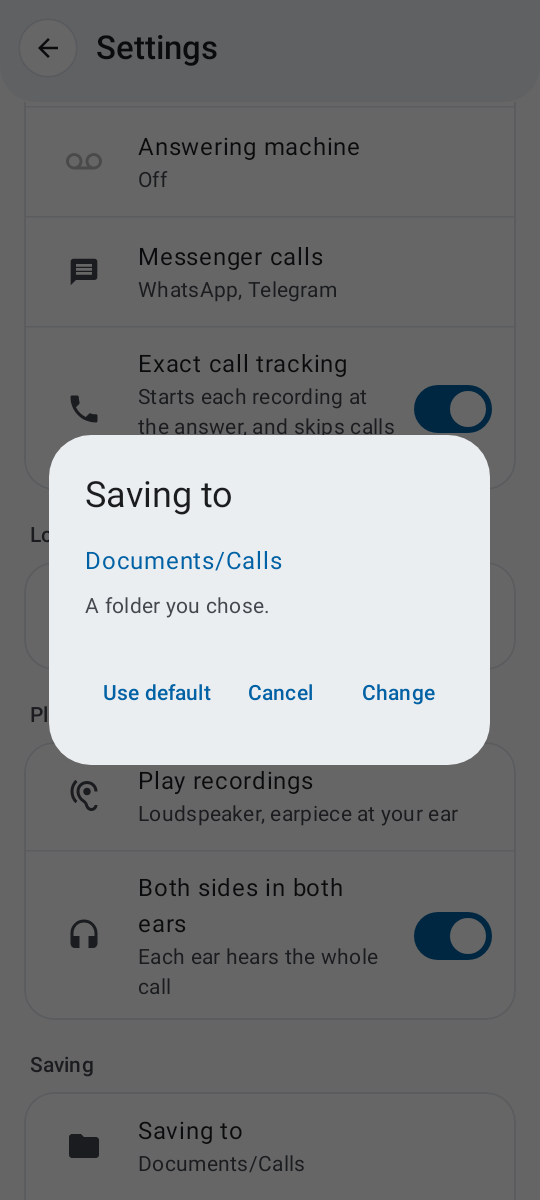 Settings
Answering machine
Off
Messenger calls
WhatsApp, Telegram
Exact call tracking
Starts each recording at
the answer, and skips calls
Saving to
Documents/Calls
A folder you chose.
Use default Cancel Change
Play recordings
Loudspeaker, earpiece at your ear
Both sides in both
ears
Each ear hears the whole
call
Saving
Saving to
Documents/Calls